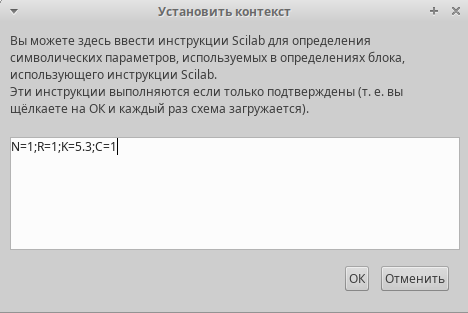 Установить контекст
Вы можете здесь ввести инструкции Scilab для определения
символических параметров, используемых в определениях блока,
использующего инструкции Scilab.
Эти инструкции выполняются если только подтверждены (т. е. вы
щёлкаете на ОК и каждый раз схема загружается).
N=1;R=1;K=5.3;C=1
ОК Отменить